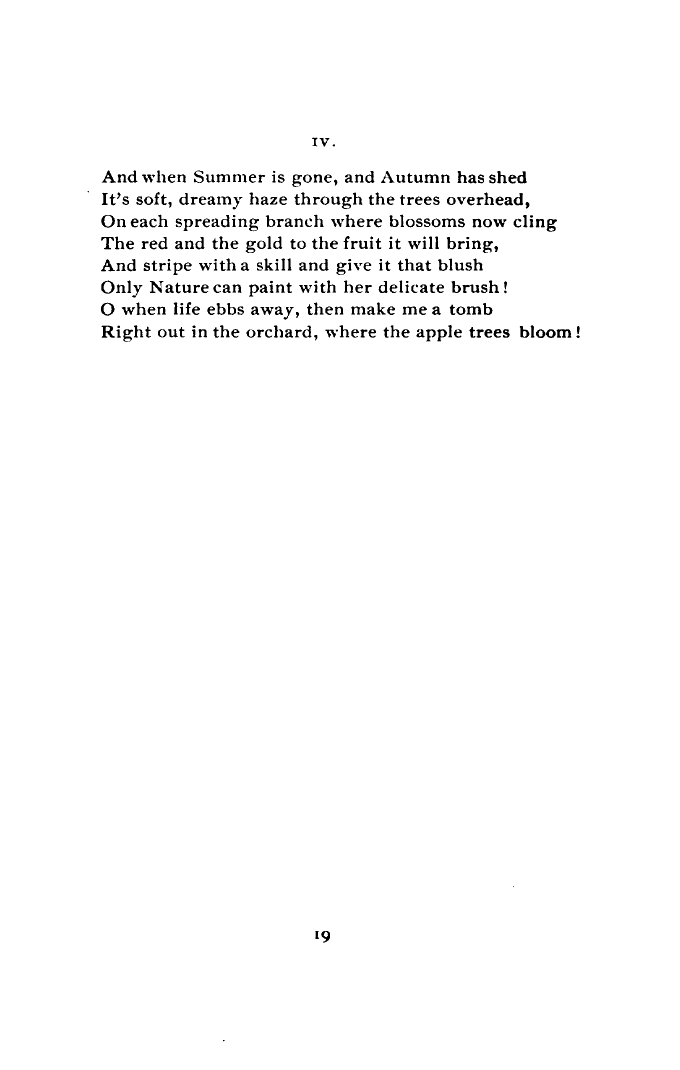 IV.
And when Summer is gone, and Autumn has shed
It's soft, dreamy haze through the trees overhead,
On each spreading branch where blossoms now cling
The red and the gold to the fruit it will bring,
And stripe with a skill and give it that blush
Only Nature can paint with her delicate brush!
O when life ebbs away, then make me a tomb
Right out in the orchard, where the apple trees bloom!
19